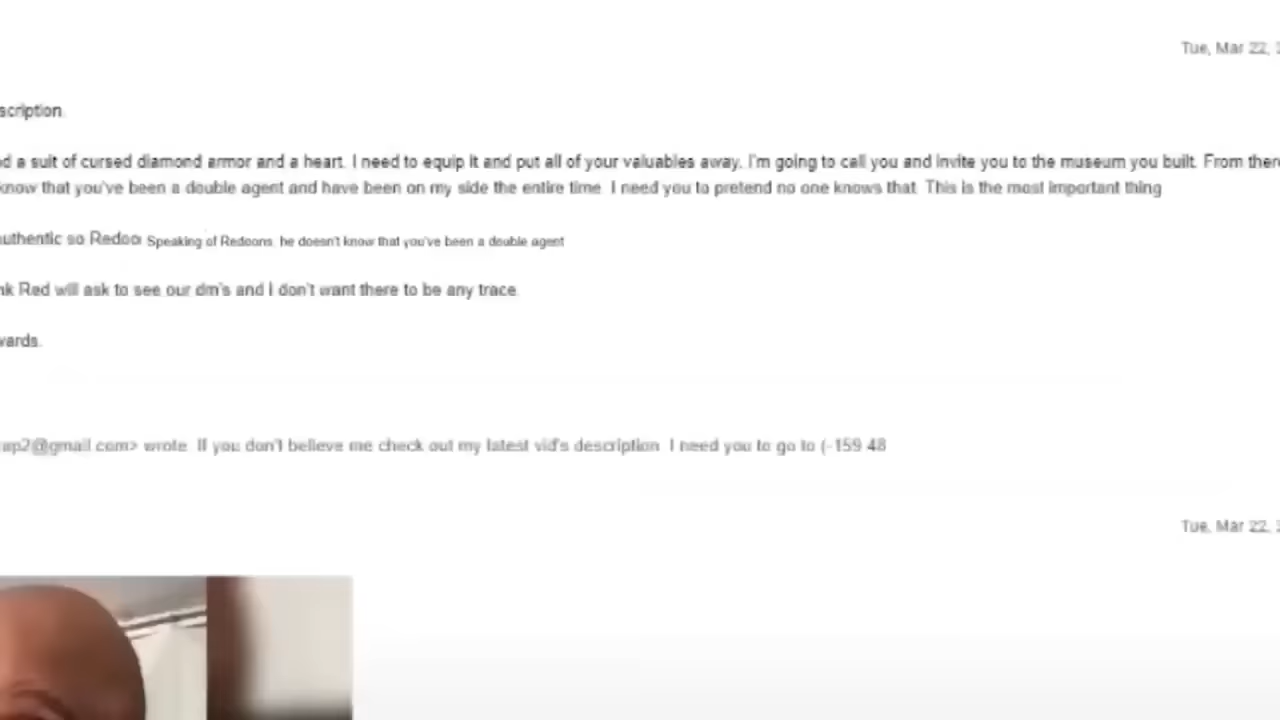 Tue, Mar 22,
scription.
d a suit of cursed diamond armor and a heart. I need to equip it and put all of your valuables away. I'm going to call you and invite you to the museum you built. From ther
know that you've been a double agent and have been on my side the entire time. I need you to pretend no one knows that. This is the most important thing
uthentic so Redoo Speaking of Redoons, he doesn't know that you've been a double agent
nk Red will ask to see our dm's and I don't want there to be any trace.
wards.
ap2@gmail.com> wrote: If you don't believe me check out my latest vid's description. I need you to go to (-159 48
Tue, Mar 22,